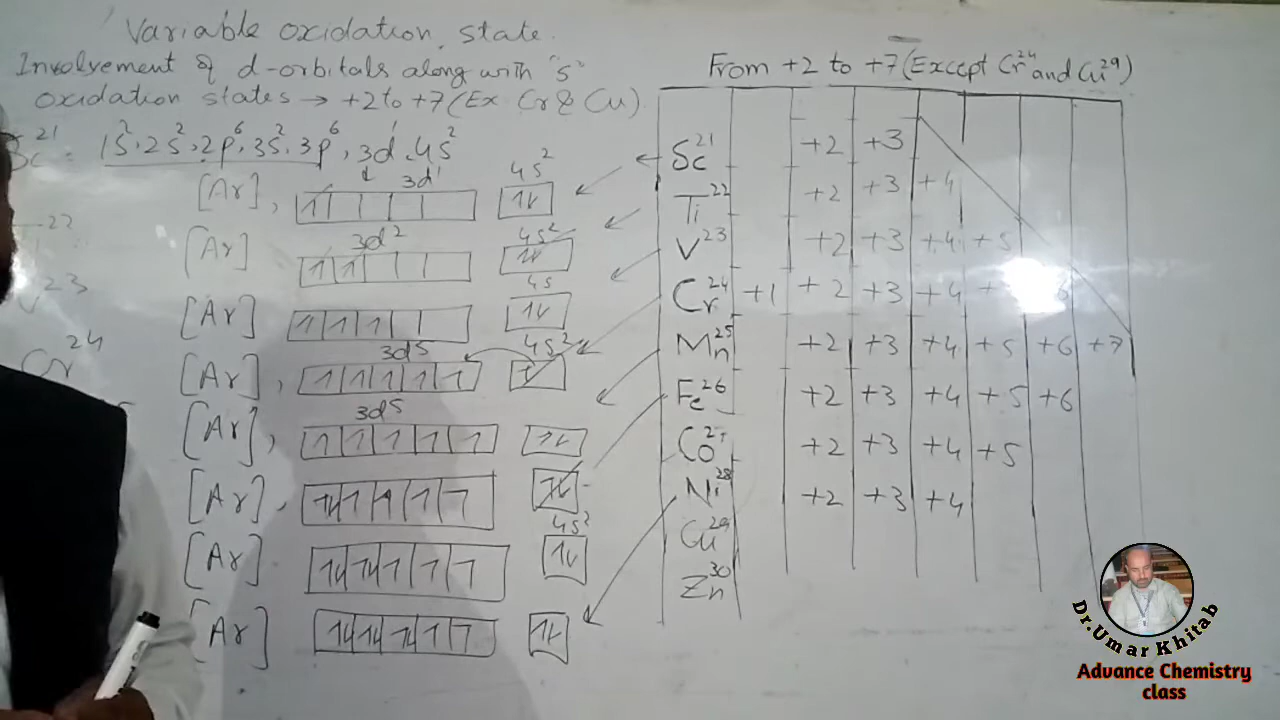 Variable oxidation state.
Involvement of d-orbitals along with "s"
oxidation states → +2 to +7 (Ex Cr & Cu)
Sc²¹ = 1s², 2s², 2p⁶, 3s², 3p⁶, 3d¹, 4s²
[Ar], 3d¹ 4s²
[Ar] 3d² 4s²
[Ar] 4s
[Ar], 3d5 4s²
[Ar], 3d5
[Ar],
[Ar] 4s²
[Ar]
22
V23
Cr24
From +2 to +7 (Except Cr²⁴ and Cu²⁹)
Sc²¹ +2 +3
Ti²² +2 +3 +4
V²³ +2 +3 +4 +5
Cr²⁴ +1 +2 +3 +4
Mn²⁵ +2 +3 +4 +5 +6 +7
Fe²⁶ +2 +3 +4 +5 +6
Co²⁷ +2 +3 +4 +5
Ni²⁸ +2 +3 +4
Cu²⁹
Zn³⁰
Dr.Umar Khitab
Advance Chemistry
class